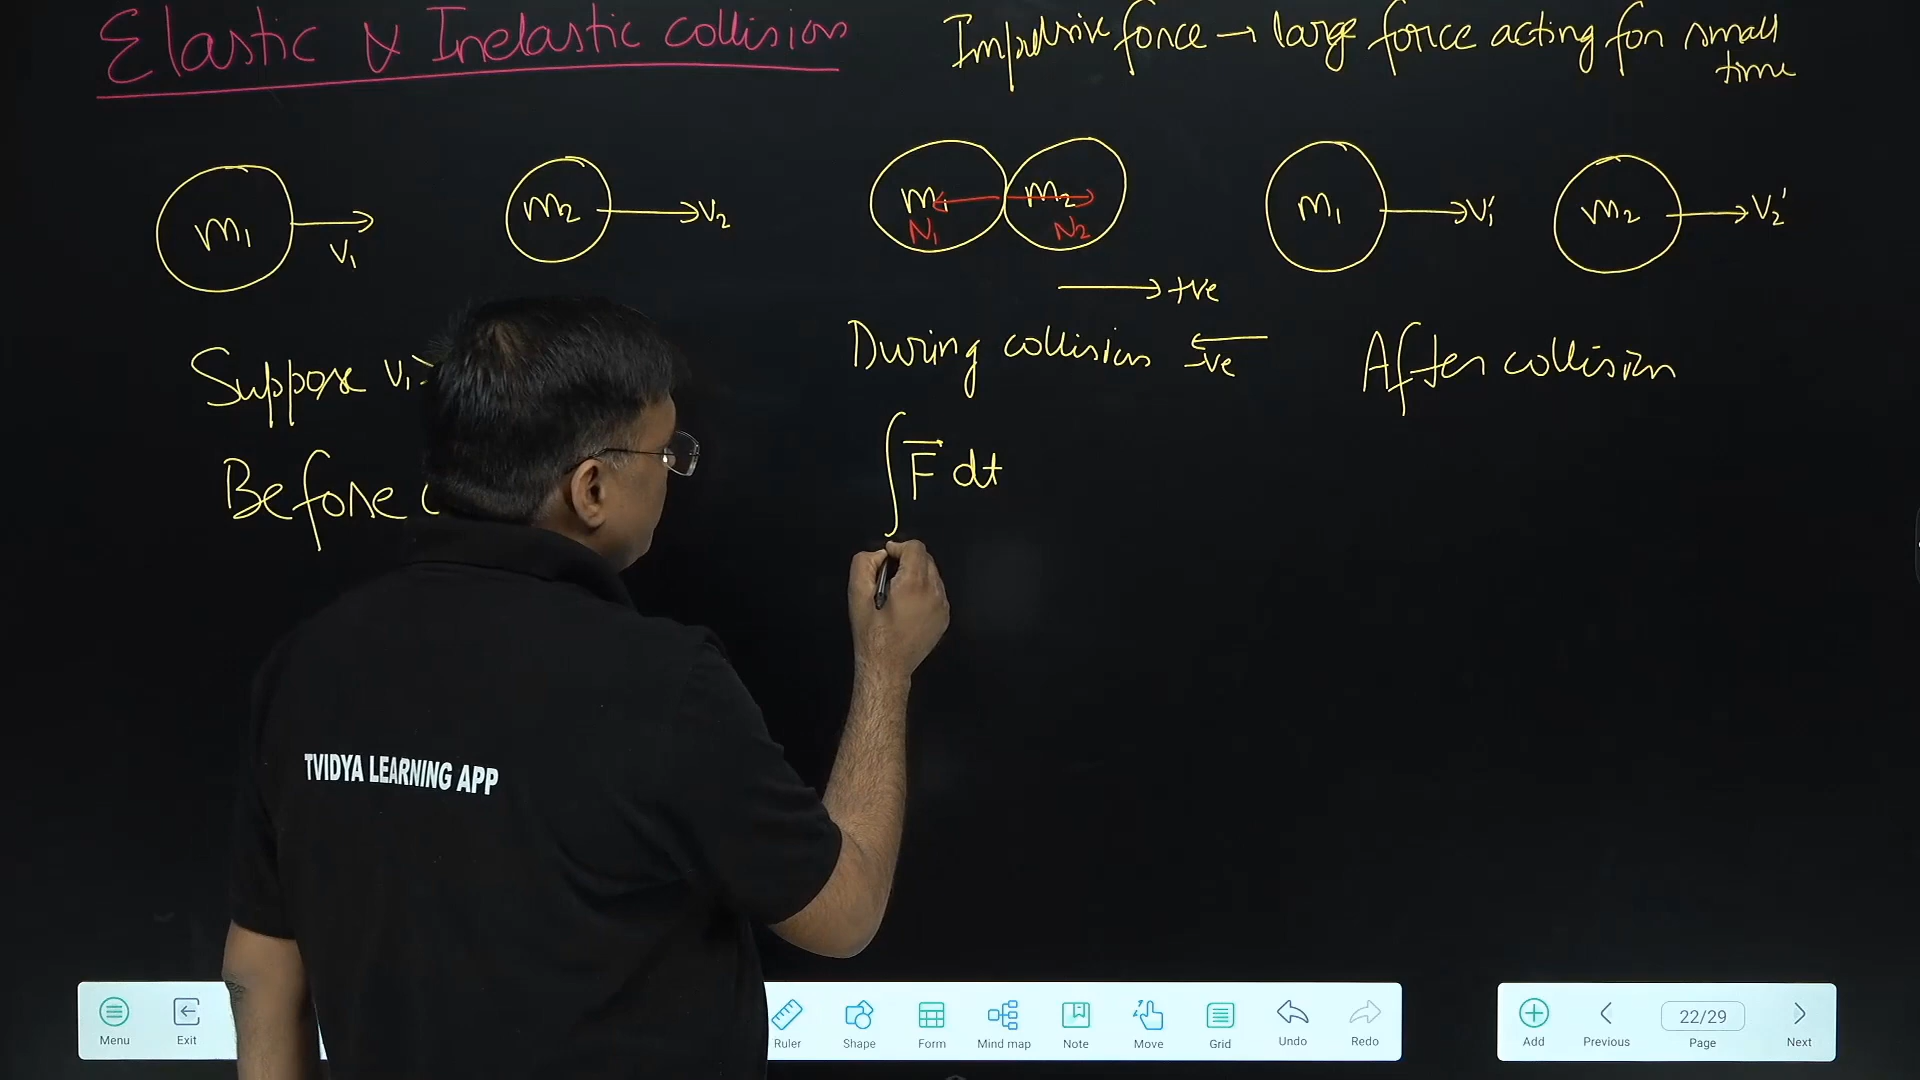 Elastic & Inelastic collision
Impulsive force → large force acting for small
time
m₁
V₁
m₂
V₂
m₁
N₁
m₂
N₂
m₁
V₁'
m₂
V₂'
→ +ve
Suppose V₁>
During collision
-ve
After collision
Before
∫F⃗ dt
TVIDYA LEARNING APP
Menu
Exit
Ruler
Shape
Form
Mind map
Note
Move
Grid
Undo
Redo
Add
Previous
22/29
Page
Next